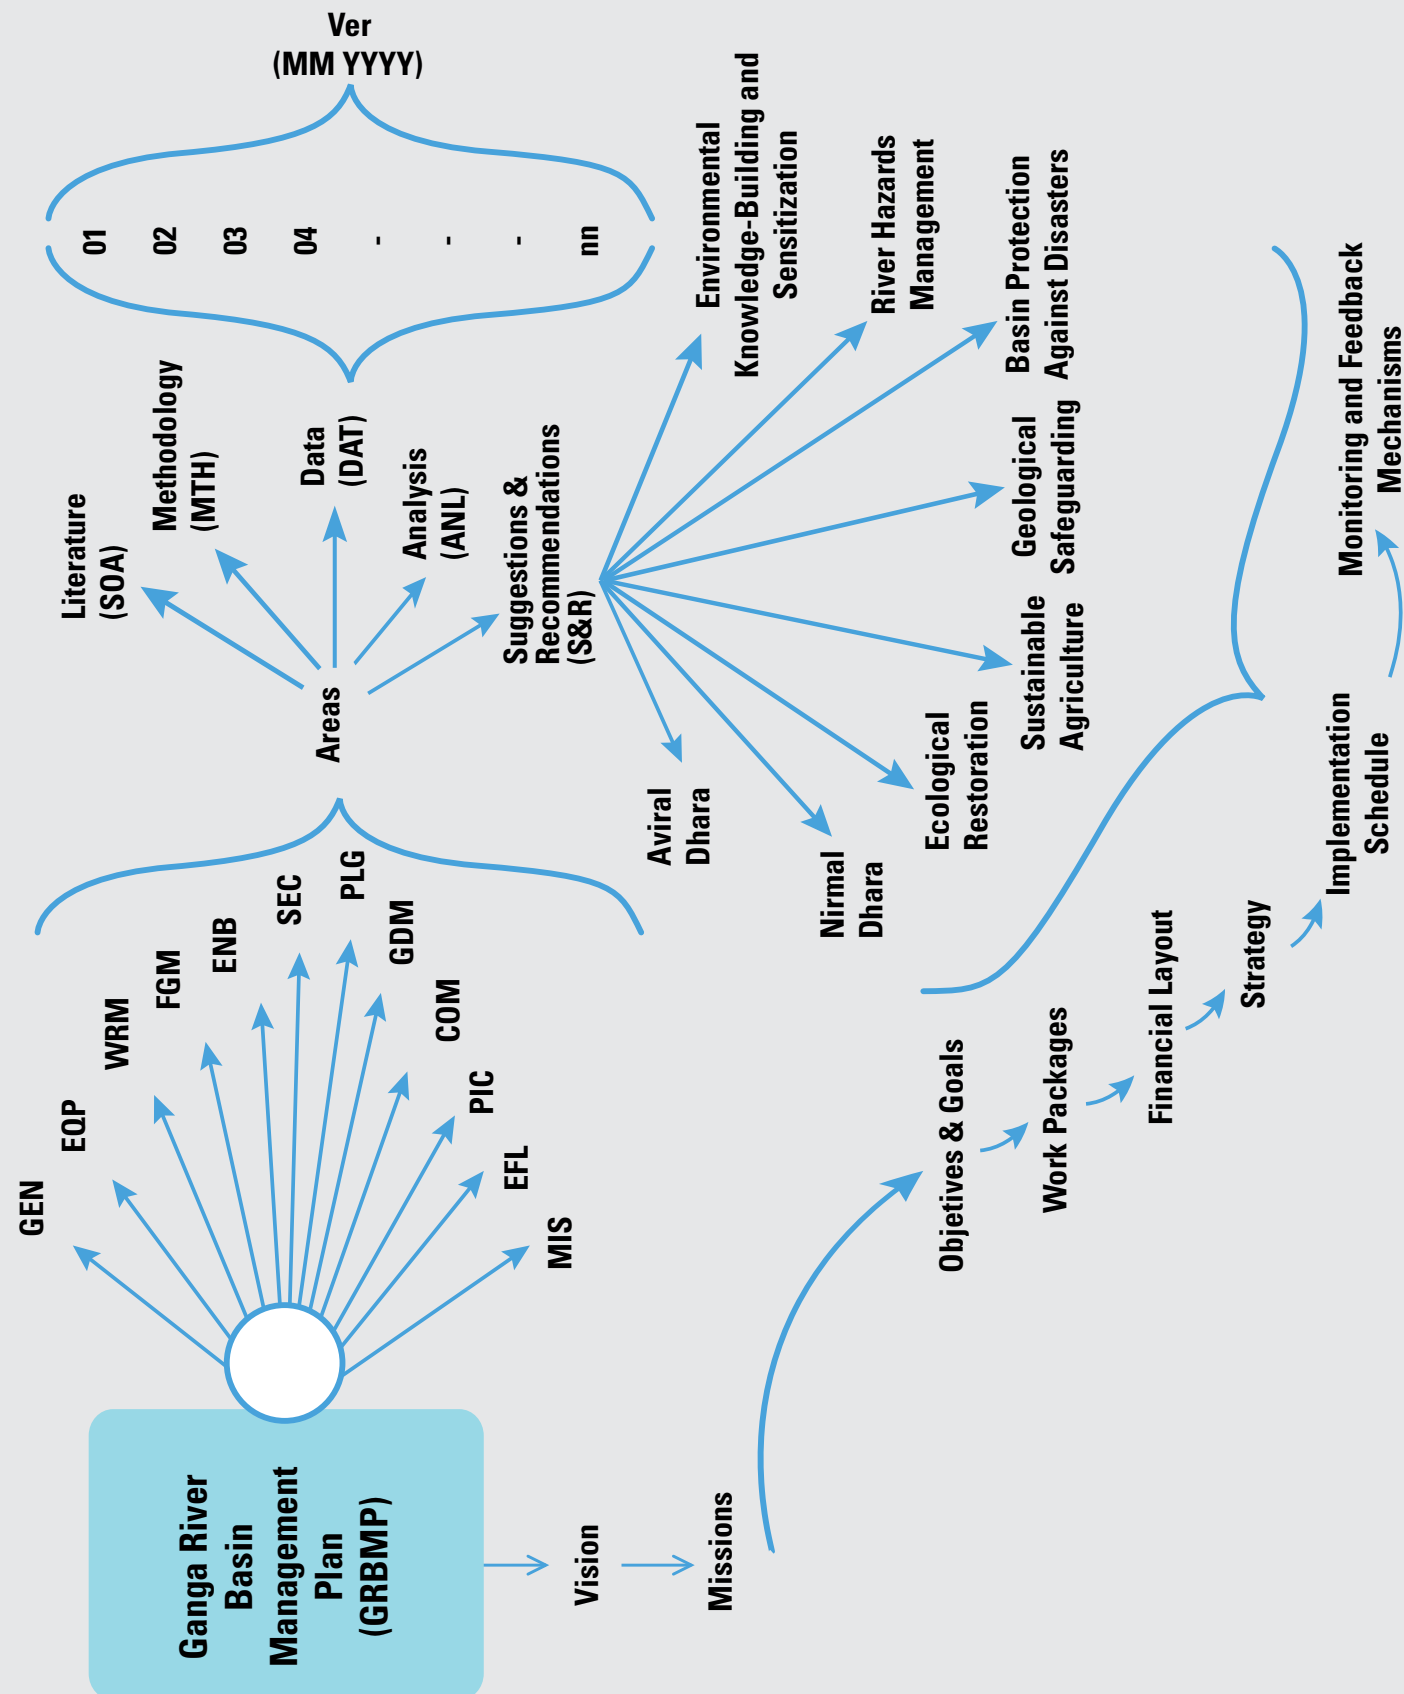 Ganga River
Basin
Management
Plan
(GRBMP)
GEN
EQP
WRM
FGM
ENB
SEC
PLG
GDM
COM
PIC
EFL
MIS
Areas
Literature
(SOA)
Methodology
(MTH)
Data
(DAT)
Analysis
(ANL)
Suggestions &
Recommendations
(S&R)
01
02
03
04
-
-
-
nn
Ver
(MM YYYY)
Aviral
Dhara
Nirmal
Dhara
Ecological
Restoration
Sustainable
Agriculture
Geological
Safeguarding
Basin Protection
Against Disasters
River Hazards
Management
Environmental
Knowledge-Building and
Sensitization
Vision
Missions
Objetives & Goals
Work Packages
Financial Layout
Strategy
Implementation
Schedule
Monitoring and Feedback
Mechanisms